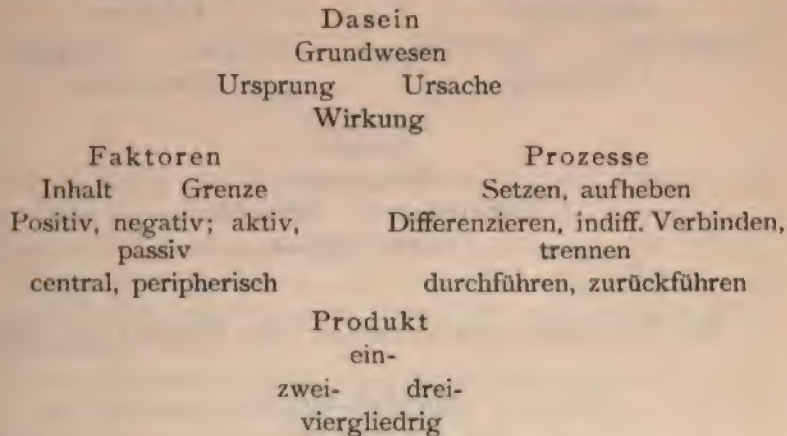 Dasein
Grundwesen
Ursprung Ursache
Wirkung
Faktoren
Inhalt Grenze
Positiv, negativ; aktiv,
passiv
central, peripherisch
Prozesse
Setzen, aufheben
Differenzieren, indiff. Verbinden,
trennen
durchführen, zurückführen
Produkt
ein-
zwei- drei-
viergliedrig